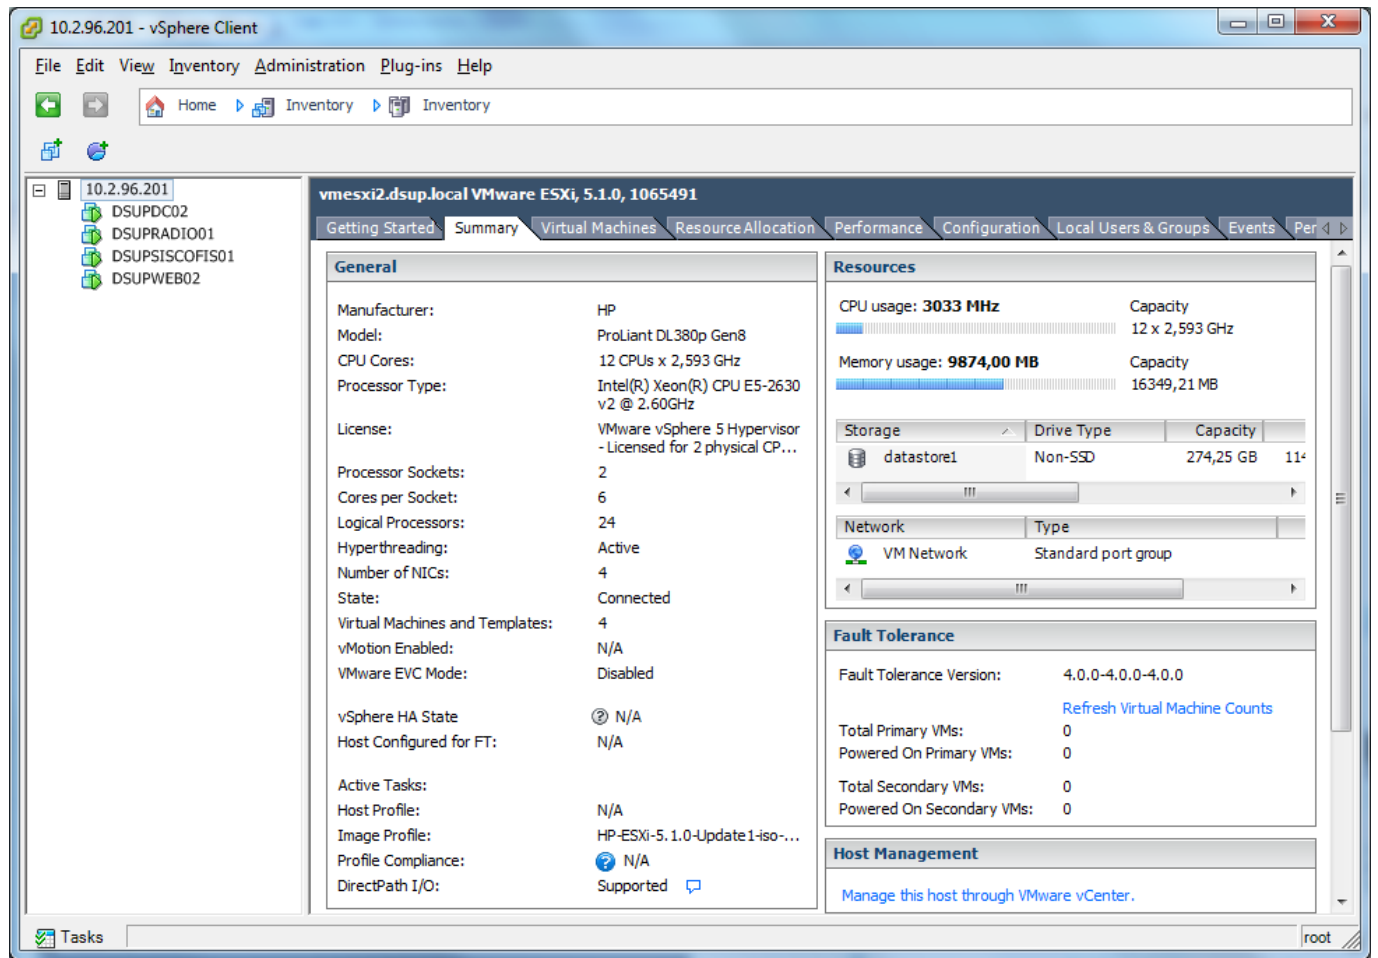 10.2.96.201 - vSphere Client
File Edit View Inventory Administration Plug-ins Help
Home Inventory Inventory
10.2.96.201
DSUPDC02
DSUPRADIO01
DSUPSISCOFIS01
DSUPWEB02
vmesxi2.dsup.local VMware ESXi, 5.1.0, 1065491
Getting Started Summary Virtual Machines Resource Allocation Performance Configuration Local Users & Groups Events Per
General
Manufacturer: HP
Model: ProLiant DL380p Gen8
CPU Cores: 12 CPUs x 2,593 GHz
Processor Type: Intel(R) Xeon(R) CPU E5-2630
v2 @ 2.60GHz
License: VMware vSphere 5 Hypervisor
- Licensed for 2 physical CP...
Processor Sockets: 2
Cores per Socket: 6
Logical Processors: 24
Hyperthreading: Active
Number of NICs: 4
State: Connected
Virtual Machines and Templates: 4
vMotion Enabled: N/A
VMware EVC Mode: Disabled
vSphere HA State N/A
Host Configured for FT: N/A
Active Tasks:
Host Profile: N/A
Image Profile: HP-ESXi-5.1.0-Update1-iso-...
Profile Compliance: N/A
DirectPath I/O: Supported
Resources
CPU usage: 3033 MHz Capacity
12 x 2,593 GHz
Memory usage: 9874,00 MB Capacity
16349,21 MB
Storage Drive Type Capacity
datastore1 Non-SSD 274,25 GB 114
Network Type
VM Network Standard port group
Fault Tolerance
Fault Tolerance Version: 4.0.0-4.0.0-4.0.0
Refresh Virtual Machine Counts
Total Primary VMs: 0
Powered On Primary VMs: 0
Total Secondary VMs: 0
Powered On Secondary VMs: 0
Host Management
Manage this host through VMware vCenter.
Tasks root